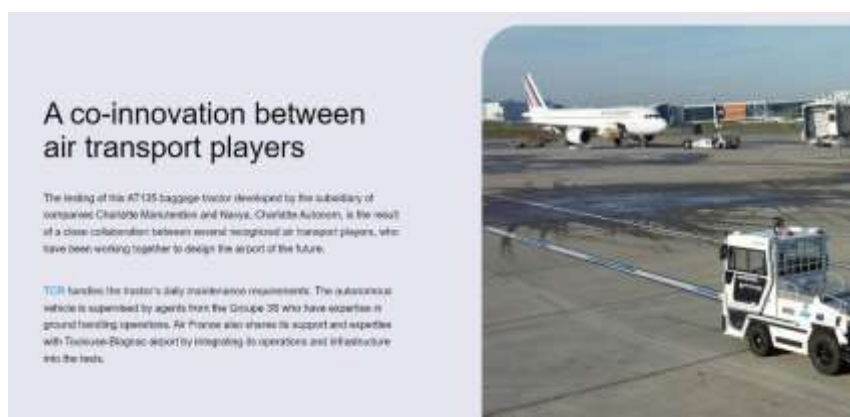 A co-innovation between
air transport players
The testing of this AT135 baggage tractor developed by the subsidiary of
companies Charlatte Manutention and Navya, Charlatte Autonom, is the result
of a close collaboration between several recognized air transport players, who
have been working together to design the airport of the future.
TCR handles the tractor's daily maintenance requirements. The autonomous
vehicle is supervised by agents from the Groupe 3S who have expertise in
ground handling operations. Air France also shares its support and expertise
with Toulouse-Blagnac airport by integrating its operations and infrastructure
into the tests.